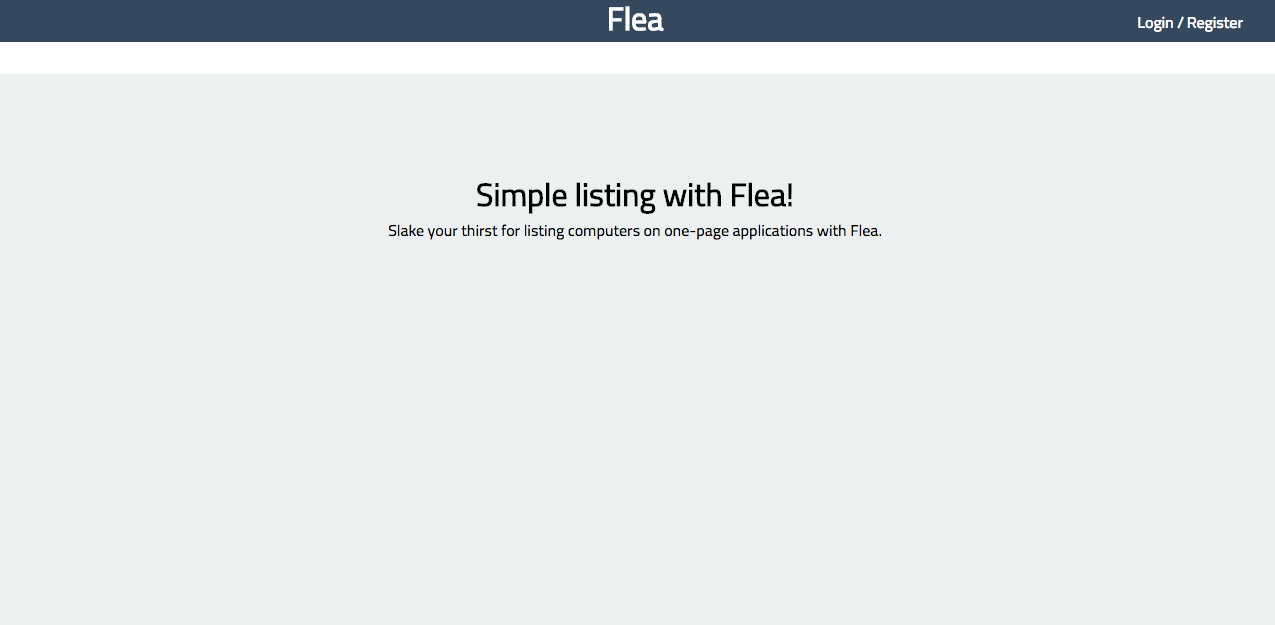 Flea
Login / Register
Simple listing with Flea!
Slake your thirst for listing computers on one-page applications with Flea.